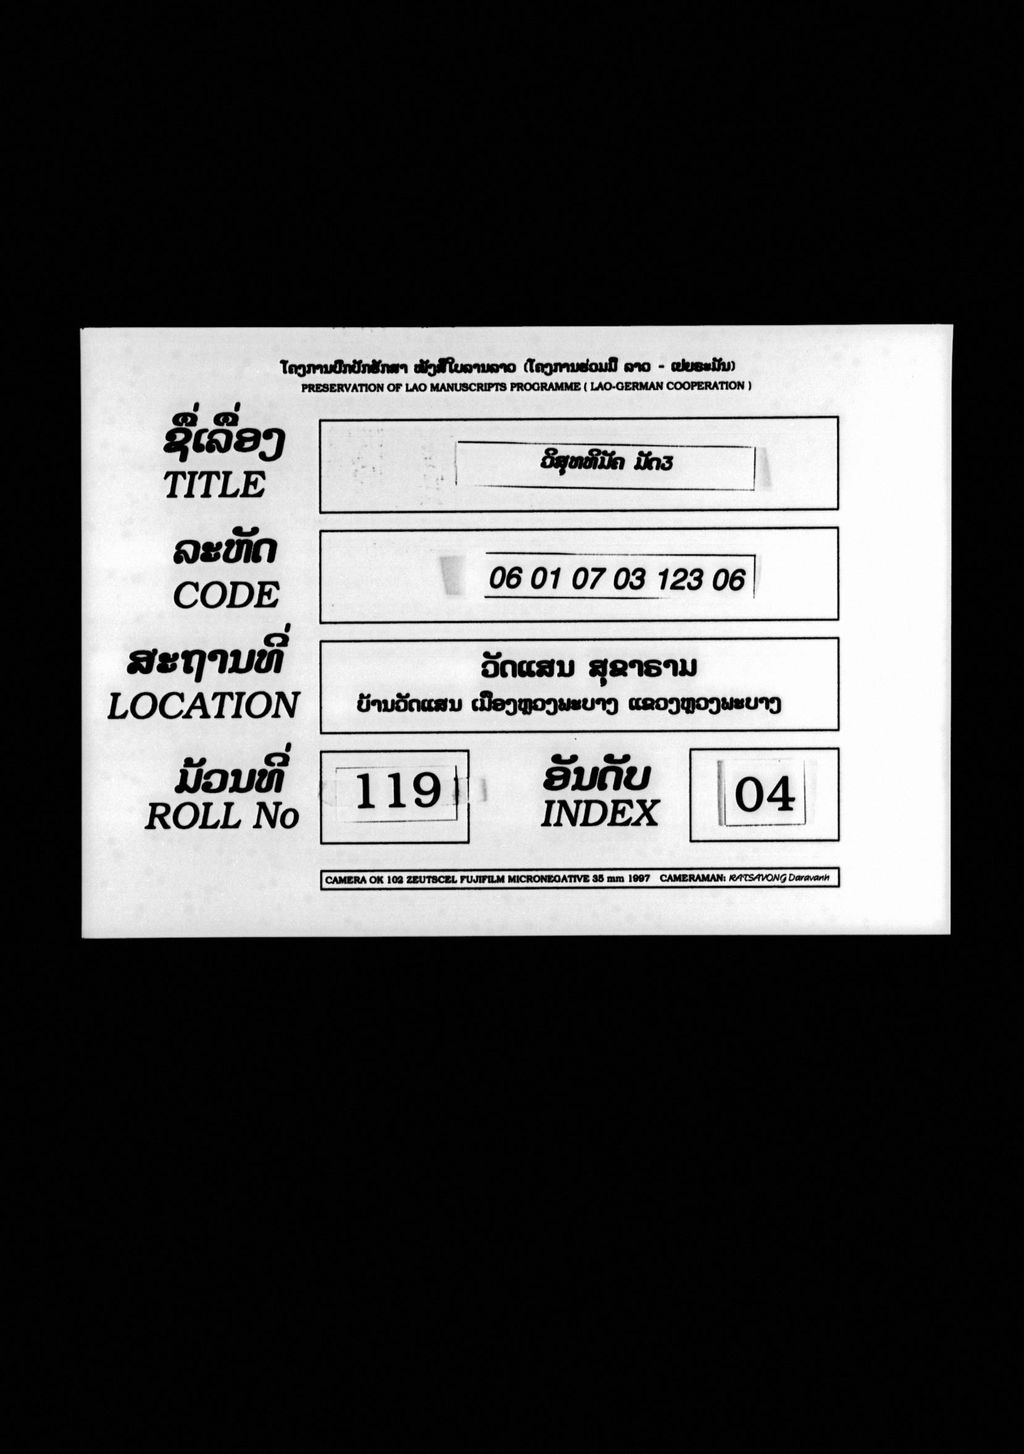 ໂຄງການປົກປັກຮັກສາ ໜັງສືໃບລານລາວ (ໂຄງການຮ່ວມມື ລາວ - ເຢຍຣະມັນ)
PRESERVATION OF LAO MANUSCRIPTS PROGRAMME ( LAO-GERMAN COOPERATION )
ຊື່ເລື່ອງ
TITLE
ວິສຸທທິມັຄ ມັດ3
ລະຫັດ
CODE
06 01 07 03 123 06
ສະຖານທີ່
LOCATION
ວັດແສນ ສຸຂາຣາມ
ບ້ານວັດແສນ ເມືອງຫຼວງພະບາງ ແຂວງຫຼວງພະບາງ
ມ້ວນທີ່
ROLL No
119
ອັນດັບ
INDEX
04
CAMERA OK 102 ZEUTSCEL FUJIFILM MICRONEGATIVE 35 mm 1997 CAMERAMAN: RATSAVONG Daravanh